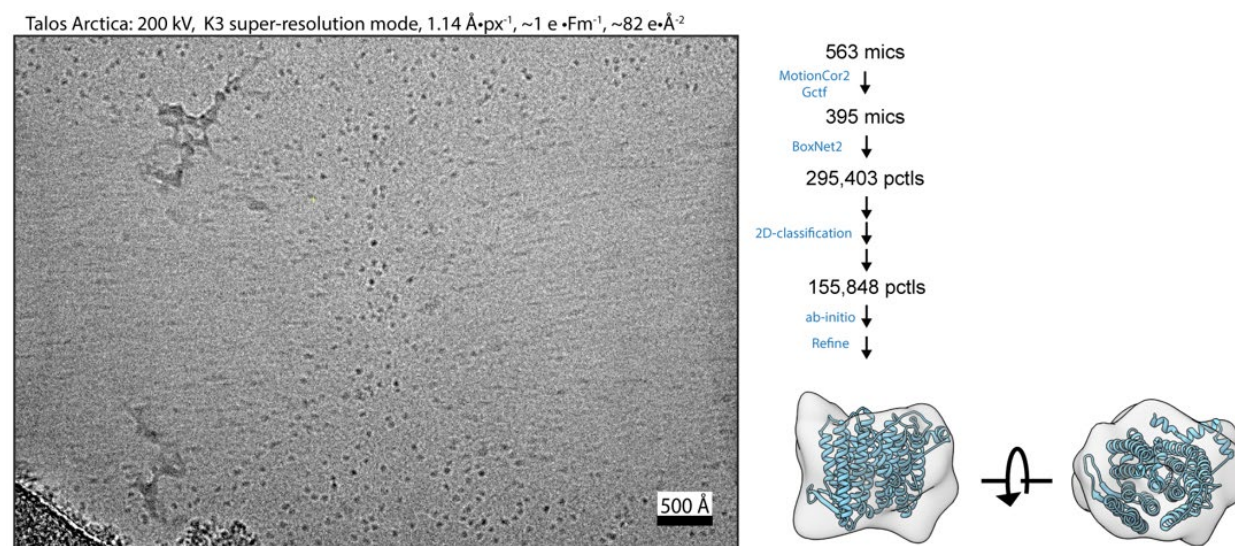 Talos Arctica: 200 kV, K3 super-resolution mode, 1.14 Å•px⁻¹, ~1 e •Fm⁻¹, ~82 e•Å⁻²
500 Å
563 mics
MotionCor2
Gctf
395 mics
BoxNet2
295,403 pctls
2D-classification
155,848 pctls
ab-initio
Refine